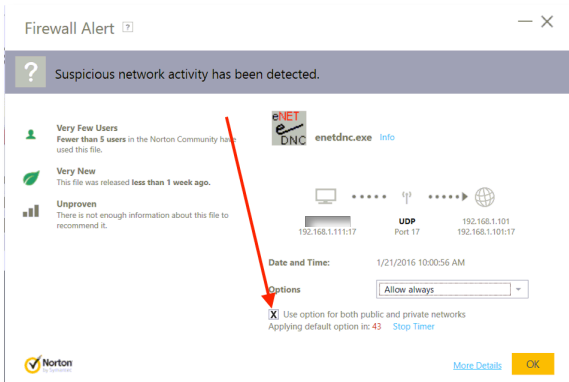 Firewall Alert ?
? Suspicious network activity has been detected.
Very Few Users
Fewer than 5 users in the Norton Community have
used this file.
Very New
This file was released less than 1 week ago.
Unproven
There is not enough information about this file to
recommend it.
eNET
e
DNC
enetdnc.exe Info
192.168.1.111:17
UDP
Port 17
192.168.1.101
192.168.1.101:17
Date and Time: 1/21/2016 10:00:56 AM
Options Allow always
X Use option for both public and private networks
Applying default option in: 43 Stop Timer
Norton
by Symantec
More Details OK